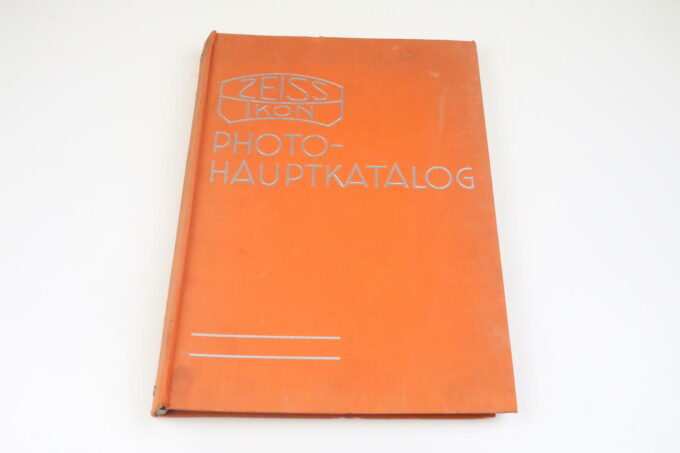 ZEISS
IKON
PHOTO-
HAUPTKATALOG